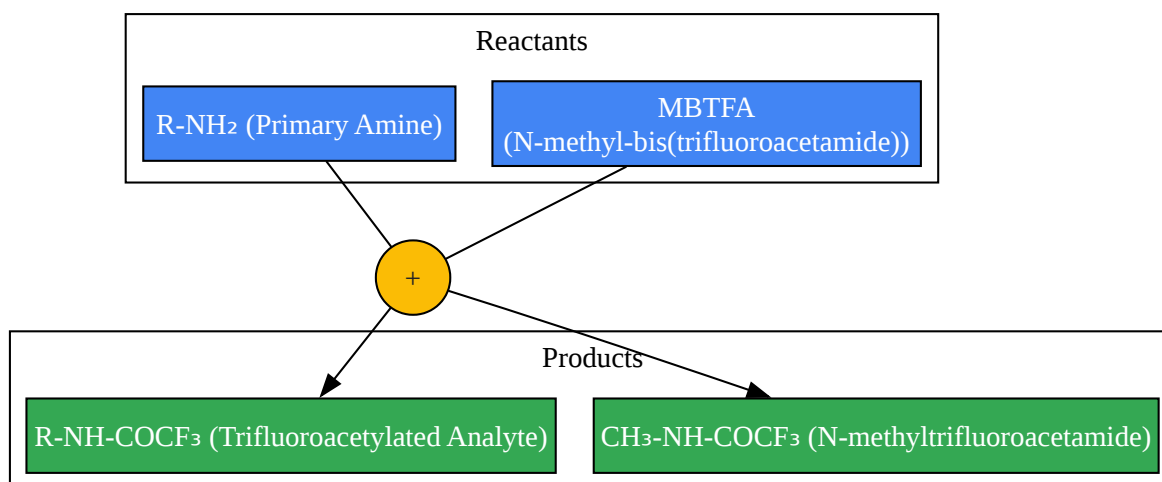 Reactants
R-NH₂ (Primary Amine)
MBTFA
(N-methyl-bis(trifluoroacetamide))
+
Products
R-NH-COCF₃ (Trifluoroacetylated Analyte)
CH₃-NH-COCF₃ (N-methyltrifluoroacetamide)